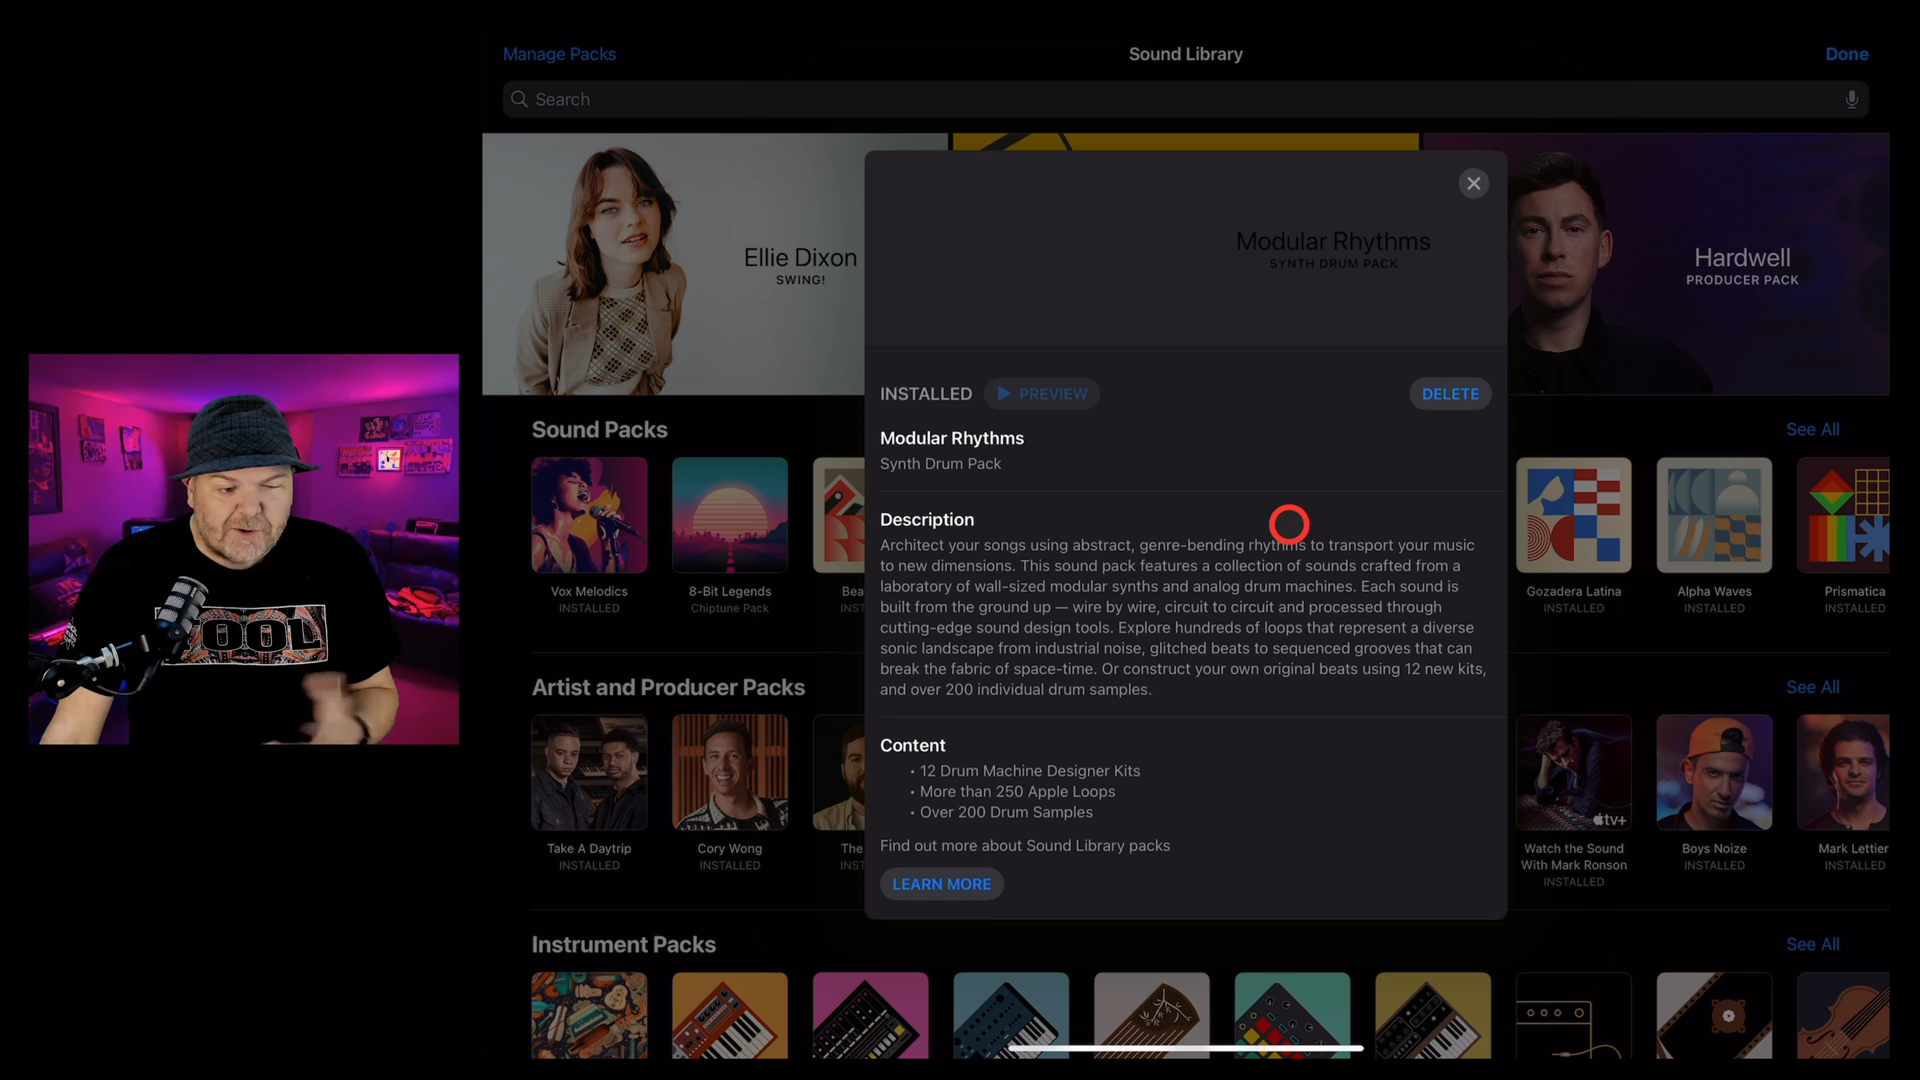 Manage Packs
Sound Library
Done
Search
Ellie Dixon
SWING!
Modular Rhythms
SYNTH DRUM PACK
Hardwell
PRODUCER PACK
INSTALLED
PREVIEW
DELETE
Modular Rhythms
Synth Drum Pack
Description
Architect your songs using abstract, genre-bending rhythms to transport your music
to new dimensions. This sound pack features a collection of sounds crafted from a
laboratory of wall-sized modular synths and analog drum machines. Each sound is
built from the ground up — wire by wire, circuit to circuit and processed through
cutting-edge sound design tools. Explore hundreds of loops that represent a diverse
sonic landscape from industrial noise, glitched beats to sequenced grooves that can
break the fabric of space-time. Or construct your own original beats using 12 new kits,
and over 200 individual drum samples.
Content
• 12 Drum Machine Designer Kits
• More than 250 Apple Loops
• Over 200 Drum Samples
Find out more about Sound Library packs
LEARN MORE
Sound Packs
See All
Vox Melodics
INSTALLED
8-Bit Legends
Chiptune Pack
Bea
INST
Gozadera Latina
INSTALLED
Alpha Waves
INSTALLED
Prismatica
INSTALLED
Artist and Producer Packs
See All
Take A Daytrip
INSTALLED
Cory Wong
INSTALLED
The
INST
tv+
Watch the Sound
With Mark Ronson
INSTALLED
Boys Noize
INSTALLED
Mark Lettier
INSTALLED
Instrument Packs
See All
TOOL